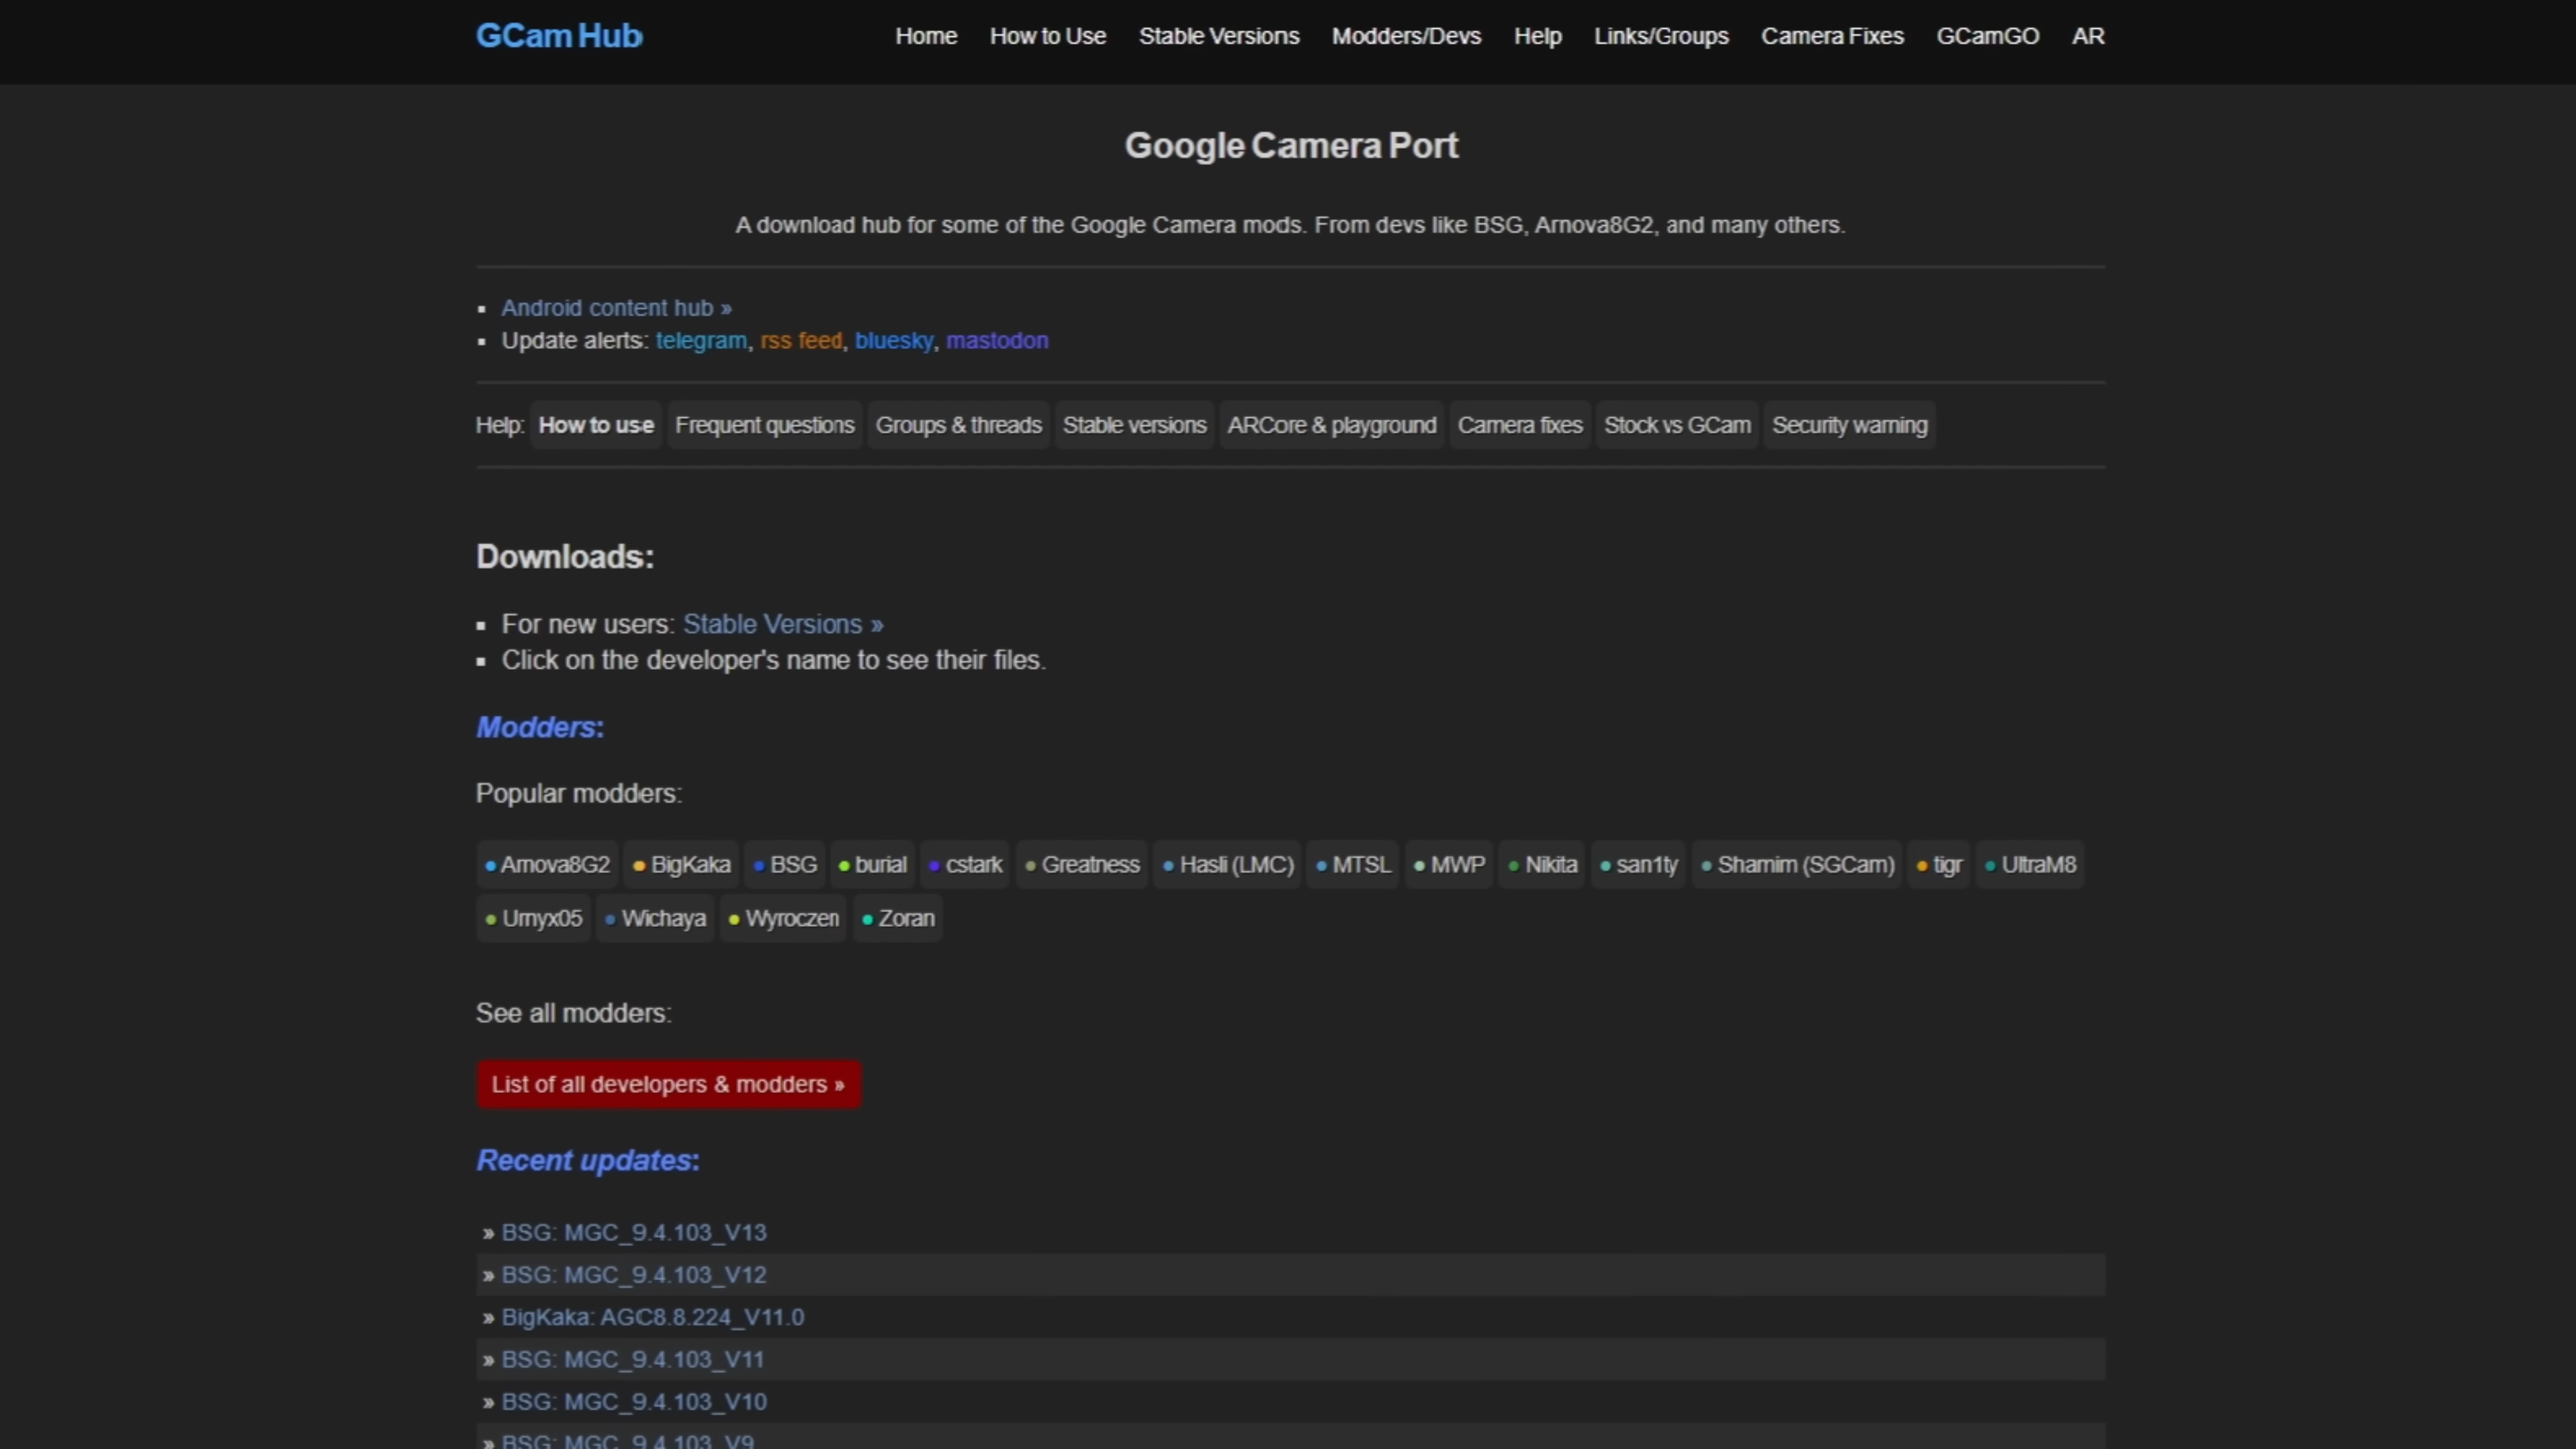 GCam Hub Home How to Use Stable Versions Modders/Devs Help Links/Groups Camera Fixes GCamGO AR
Google Camera Port
A download hub for some of the Google Camera mods. From devs like BSG, Arnova8G2, and many others.
▪ Android content hub »
▪ Update alerts: telegram, rss feed, bluesky, mastodon
Help: How to use Frequent questions Groups & threads Stable versions ARCore & playground Camera fixes Stock vs GCam Security warning
Downloads:
▪ For new users: Stable Versions »
▪ Click on the developer's name to see their files.
Modders:
Popular modders:
● Arnova8G2 ● BigKaka ● BSG ● burial ● cstark ● Greatness ● Hasli (LMC) ● MTSL ● MWP ● Nikita ● san1ty ● Shamim (SGCam) ● tigr ● UltraM8
● Urnyx05 ● Wichaya ● Wyroczen ● Zoran
See all modders:
List of all developers & modders »
Recent updates:
» BSG: MGC_9.4.103_V13
» BSG: MGC_9.4.103_V12
» BigKaka: AGC8.8.224_V11.0
» BSG: MGC_9.4.103_V11
» BSG: MGC_9.4.103_V10
» BSG: MGC_9.4.103_V9